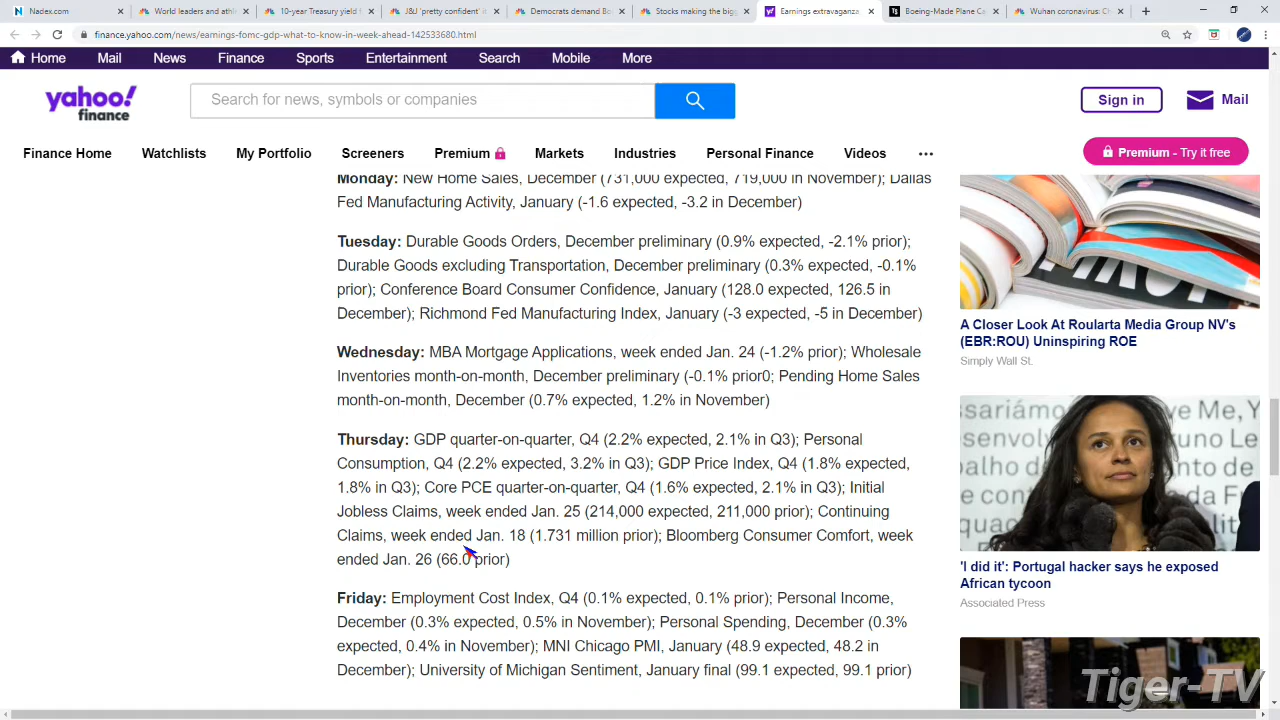 Nadex.com
World leaders and athle
10-year Treasury yield f
J&J 'pretty confident' i
Democrats demand Bo
Stocks making the bigg
Earnings extravaganza
Boeing-Made Plane Ca
Wuhan coronavirus: Ch
finance.yahoo.com/news/earnings-fomc-gdp-what-to-know-in-week-ahead-142533680.html
Home Mail News Finance Sports Entertainment Search Mobile More
yahoo!
finance
Search for news, symbols or companies
Sign in
Mail
Finance Home Watchlists My Portfolio Screeners Premium Markets Industries Personal Finance Videos ...
Premium - Try it free
Monday: New Home Sales, December (731,000 expected, 719,000 in November); Dallas
Fed Manufacturing Activity, January (-1.6 expected, -3.2 in December)
Tuesday: Durable Goods Orders, December preliminary (0.9% expected, -2.1% prior);
Durable Goods excluding Transportation, December preliminary (0.3% expected, -0.1%
prior); Conference Board Consumer Confidence, January (128.0 expected, 126.5 in
December); Richmond Fed Manufacturing Index, January (-3 expected, -5 in December)
Wednesday: MBA Mortgage Applications, week ended Jan. 24 (-1.2% prior); Wholesale
Inventories month-on-month, December preliminary (-0.1% prior0; Pending Home Sales
month-on-month, December (0.7% expected, 1.2% in November)
Thursday: GDP quarter-on-quarter, Q4 (2.2% expected, 2.1% in Q3); Personal
Consumption, Q4 (2.2% expected, 3.2% in Q3); GDP Price Index, Q4 (1.8% expected,
1.8% in Q3); Core PCE quarter-on-quarter, Q4 (1.6% expected, 2.1% in Q3); Initial
Jobless Claims, week ended Jan. 25 (214,000 expected, 211,000 prior); Continuing
Claims, week ended Jan. 18 (1.731 million prior); Bloomberg Consumer Comfort, week
ended Jan. 26 (66.0 prior)
Friday: Employment Cost Index, Q4 (0.1% expected, 0.1% prior); Personal Income,
December (0.3% expected, 0.5% in November); Personal Spending, December (0.3%
expected, 0.4% in November); MNI Chicago PMI, January (48.9 expected, 48.2 in
December); University of Michigan Sentiment, January final (99.1 expected, 99.1 prior)
A Closer Look At Roularta Media Group NV's
(EBR:ROU) Uninspiring ROE
Simply Wall St.
'I did it': Portugal hacker says he exposed
African tycoon
Associated Press
Tiger-TV